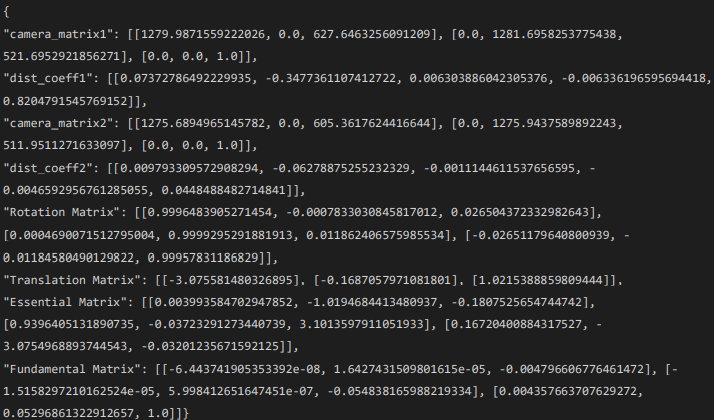 {
"camera_matrix1": [[1279.9871559222026, 0.0, 627.6463256091209], [0.0, 1281.6958253775438,
521.6952921856271], [0.0, 0.0, 1.0]],
"dist_coeff1": [[0.07372786492229935, -0.3477361107412722, 0.006303886042305376, -0.006336196595694418,
0.8204791545769152]],
"camera_matrix2": [[1275.6894965145782, 0.0, 605.3617624416644], [0.0, 1275.9437589892243,
511.9511271633097], [0.0, 0.0, 1.0]],
"dist_coeff2": [[0.009793309572908294, -0.06278875255232329, -0.0011144611537656595, -
0.0046592956761285055, 0.0448488482714841]],
"Rotation Matrix": [[0.9996483905271454, -0.0007833030845817012, 0.026504372332982643],
[0.0004690071512795004, 0.9999295291881913, 0.011862406575985534], [-0.02651179640800939, -
0.01184580490129822, 0.99957831186829]],
"Translation Matrix": [[-3.075581480326895], [-0.1687057971081801], [1.0215388859809444]],
"Essential Matrix": [[0.003993584702947852, -1.0194684413480937, -0.1807525654744742],
[0.9396405131890735, -0.03723291273440739, 3.1013597911051933], [0.16720400884317527, -
3.0754968893744543, -0.03201235671592125]],
"Fundamental Matrix": [[-6.443741905353392e-08, 1.6427431509801615e-05, -0.004796606776461472], [-
1.5158297210162524e-05, 5.998412651647451e-07, -0.054838165988219334], [0.004357663707629272,
0.05296861322912657, 1.0]]}